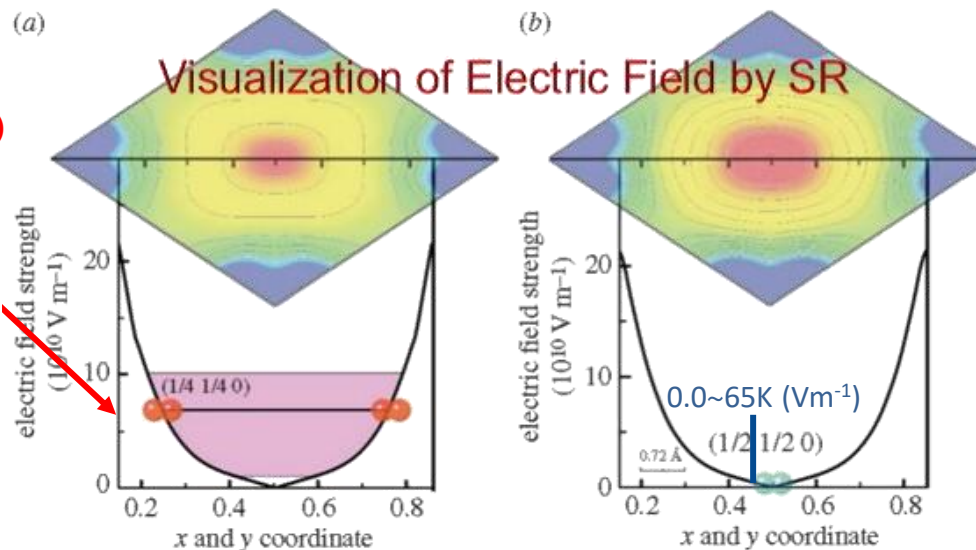 (a)
(b)
Visualization of Electric Field by SR
electric field strength
(10¹⁰ V m⁻¹)
20
10
0
(1/4 1/4 0)
0.2 0.4 0.6 0.8
x and y coordinate
electric field strength
(10¹⁰ V m⁻¹)
20
10
0
0.0~65K (Vm⁻¹)
(1/2 1/2 0)
0.72 Å
0.2 0.4 0.6 0.8
x and y coordinate